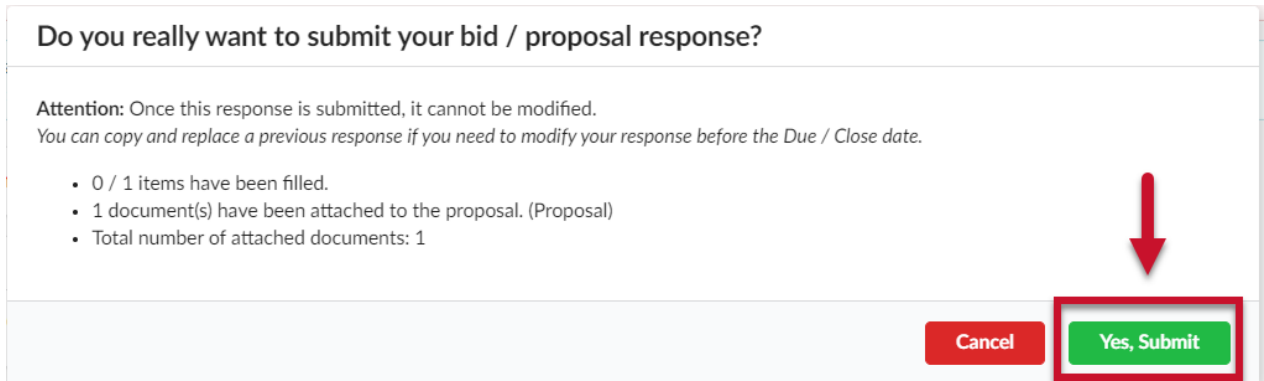 Do you really want to submit your bid / proposal response?
Attention: Once this response is submitted, it cannot be modified.
You can copy and replace a previous response if you need to modify your response before the Due / Close date.
• 0 / 1 items have been filled.
• 1 document(s) have been attached to the proposal. (Proposal)
• Total number of attached documents: 1
Cancel Yes, Submit